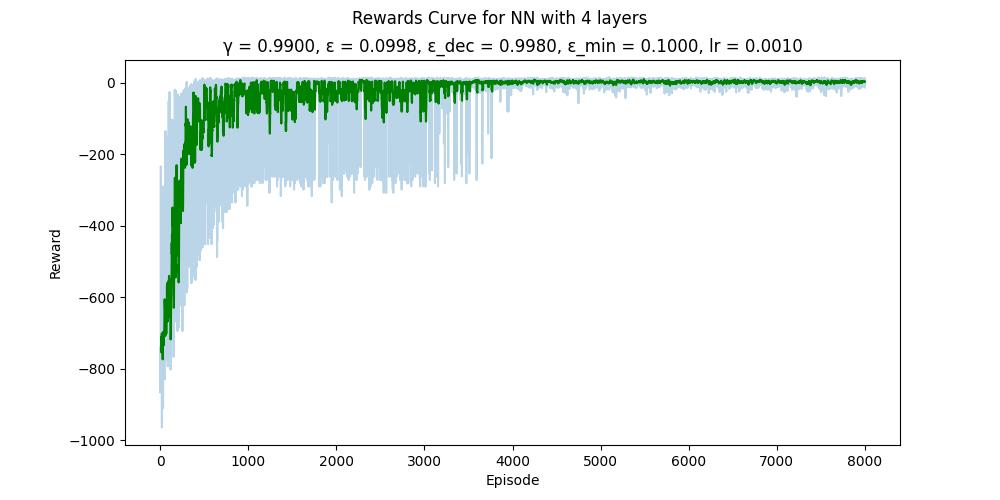 Rewards Curve for NN with 4 layers
γ = 0.9900, ε = 0.0998, ε_dec = 0.9980, ε_min = 0.1000, lr = 0.0010
0
−200
−400
−600
−800
−1000
Reward
0 1000 2000 3000 4000 5000 6000 7000 8000
Episode